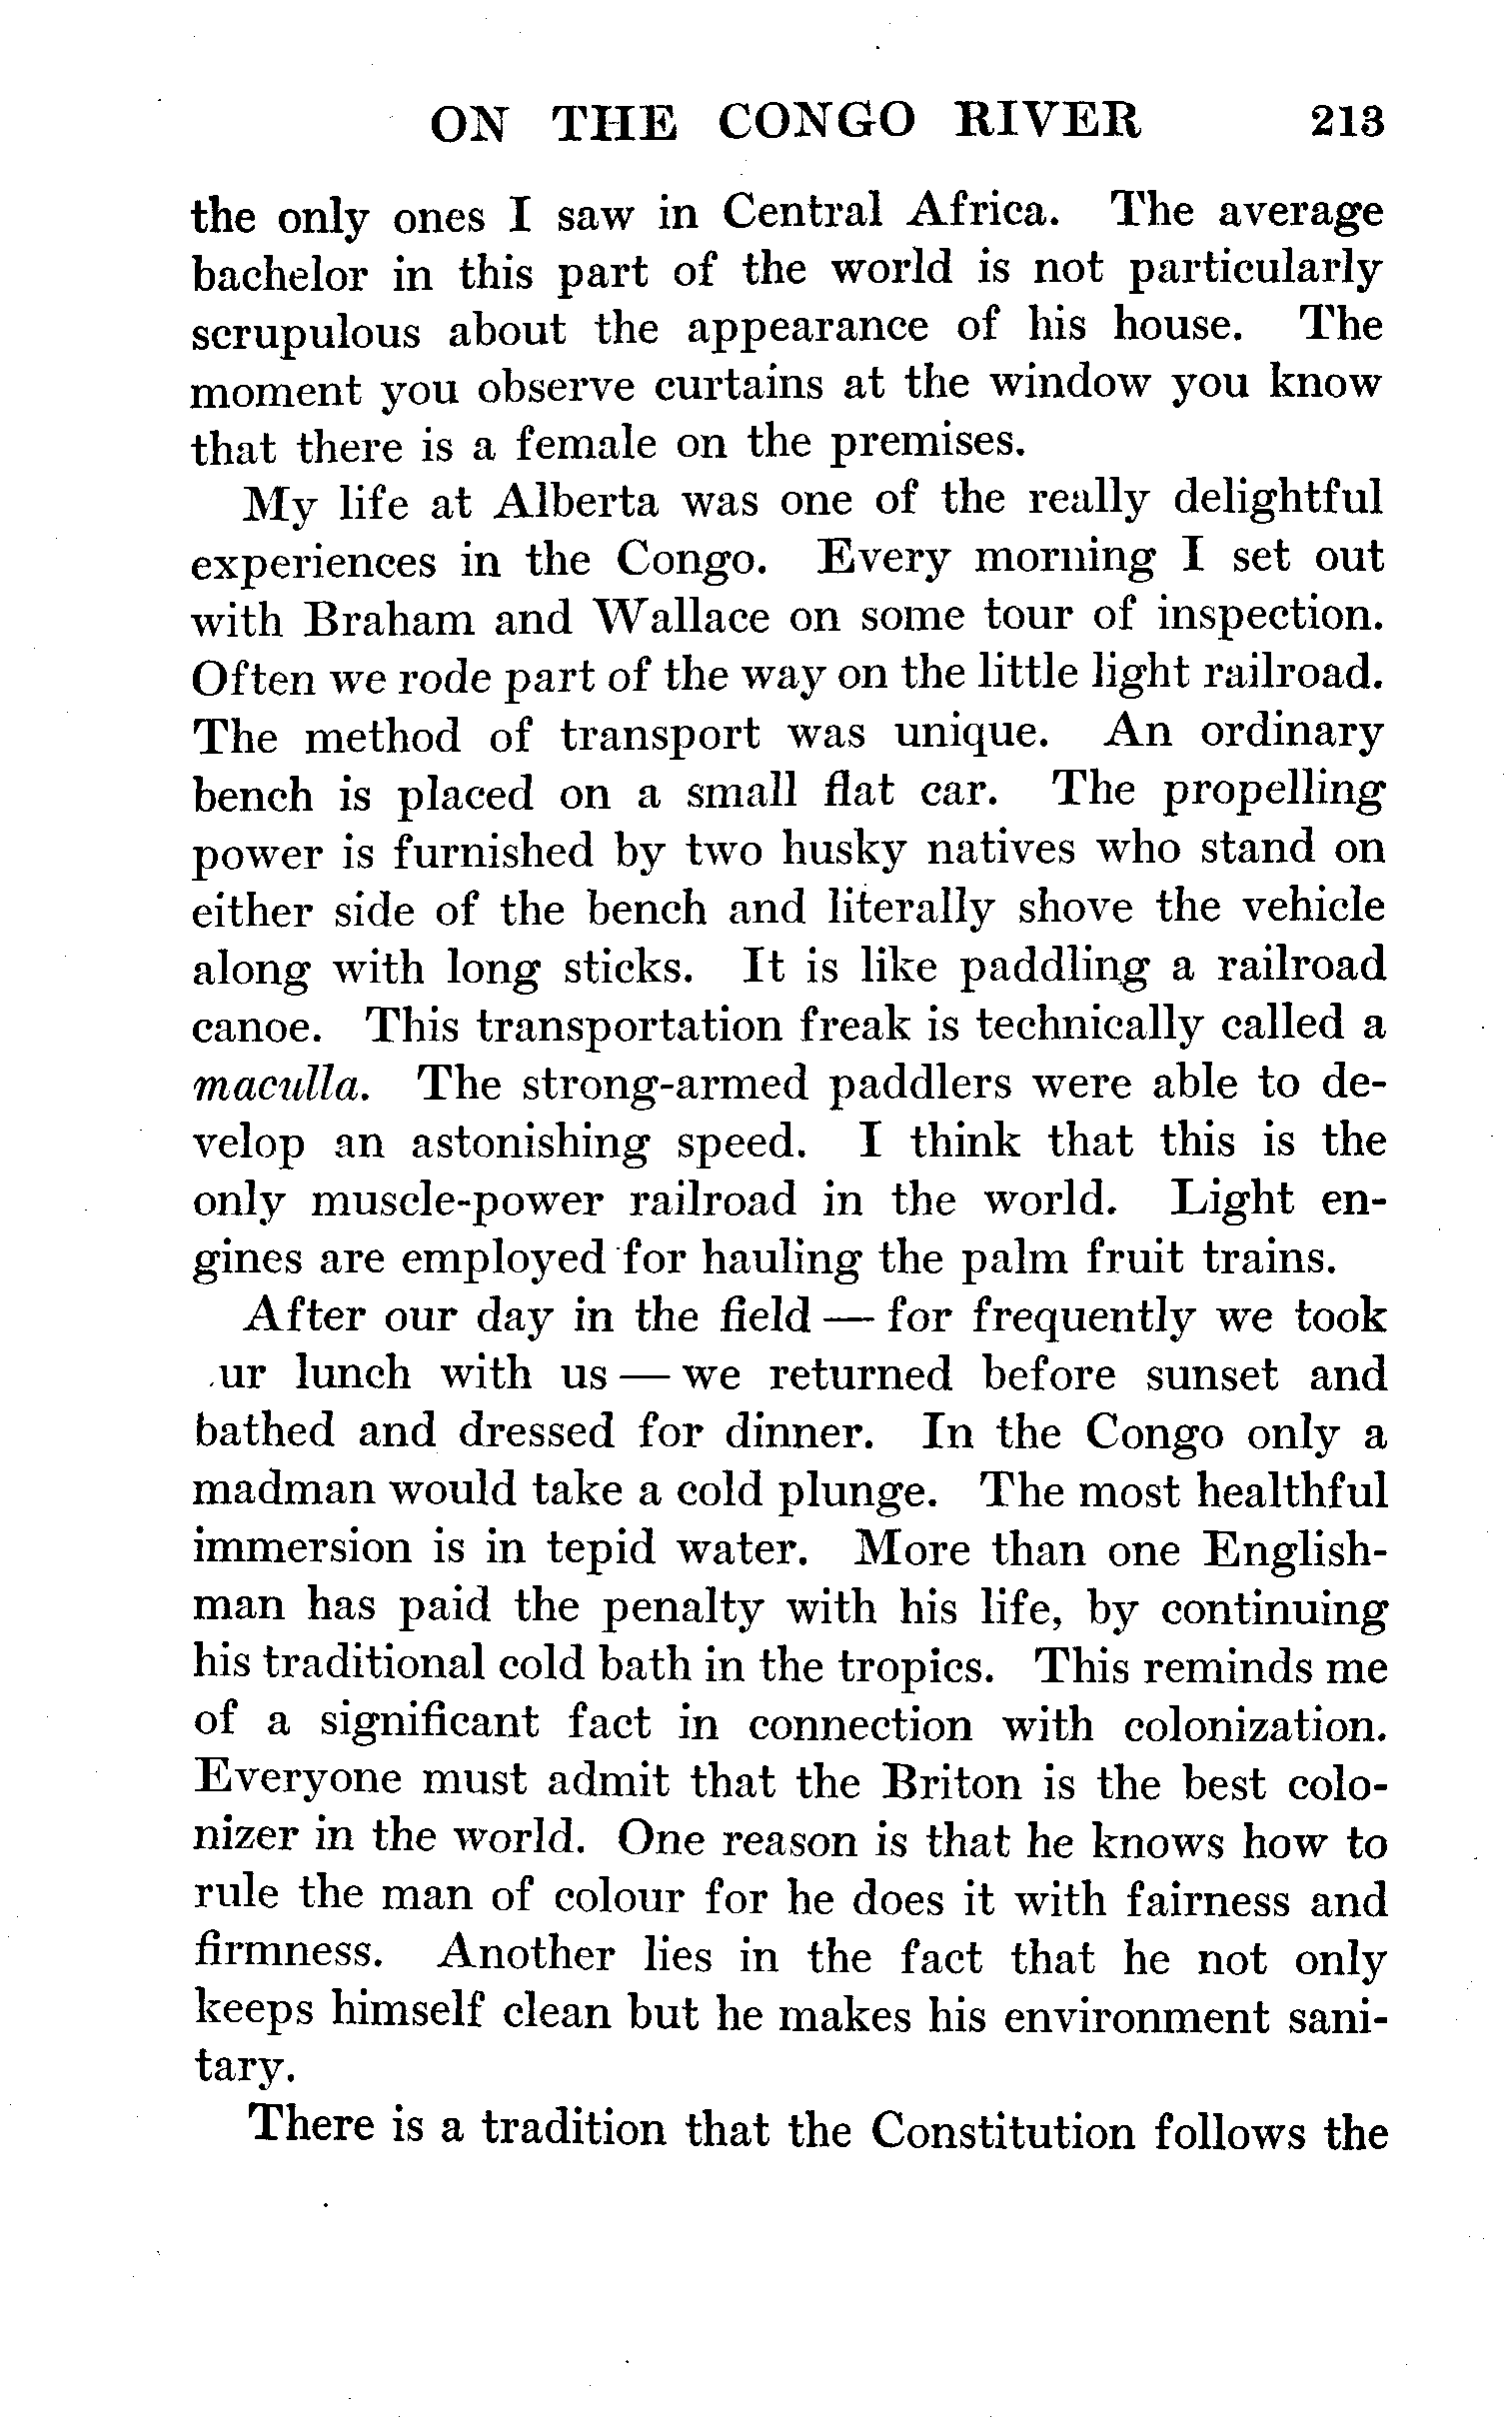 ON THE CONGO RIVER 213
the only ones I saw in Central Africa. The average
bachelor in this part of the world is not particularly
scrupulous about the appearance of his house. The
moment you observe curtains at the window you know
that there is a female on the premises.
My life at Alberta was one of the really delightful
experiences in the Congo. Every morning I set out
with Braham and Wallace on some tour of inspection.
Often we rode part of the way on the little light railroad.
The method of transport was unique. An ordinary
bench is placed on a small flat car. The propelling
power is furnished by two husky natives who stand on
either side of the bench and literally shove the vehicle
along with long sticks. It is like paddling a railroad
canoe. This transportation freak is technically called a
maculla. The strong-armed paddlers were able to de-
velop an astonishing speed. I think that this is the
only muscle-power railroad in the world. Light en-
gines are employed for hauling the palm fruit trains.
After our day in the field — for frequently we took
ur lunch with us — we returned before sunset and
bathed and dressed for dinner. In the Congo only a
madman would take a cold plunge. The most healthful
immersion is in tepid water. More than one English-
man has paid the penalty with his life, by continuing
his traditional cold bath in the tropics. This reminds me
of a significant fact in connection with colonization.
Everyone must admit that the Briton is the best colo-
nizer in the world. One reason is that he knows how to
rule the man of colour for he does it with fairness and
firmness. Another lies in the fact that he not only
keeps himself clean but he makes his environment sani-
tary.
There is a tradition that the Constitution follows the